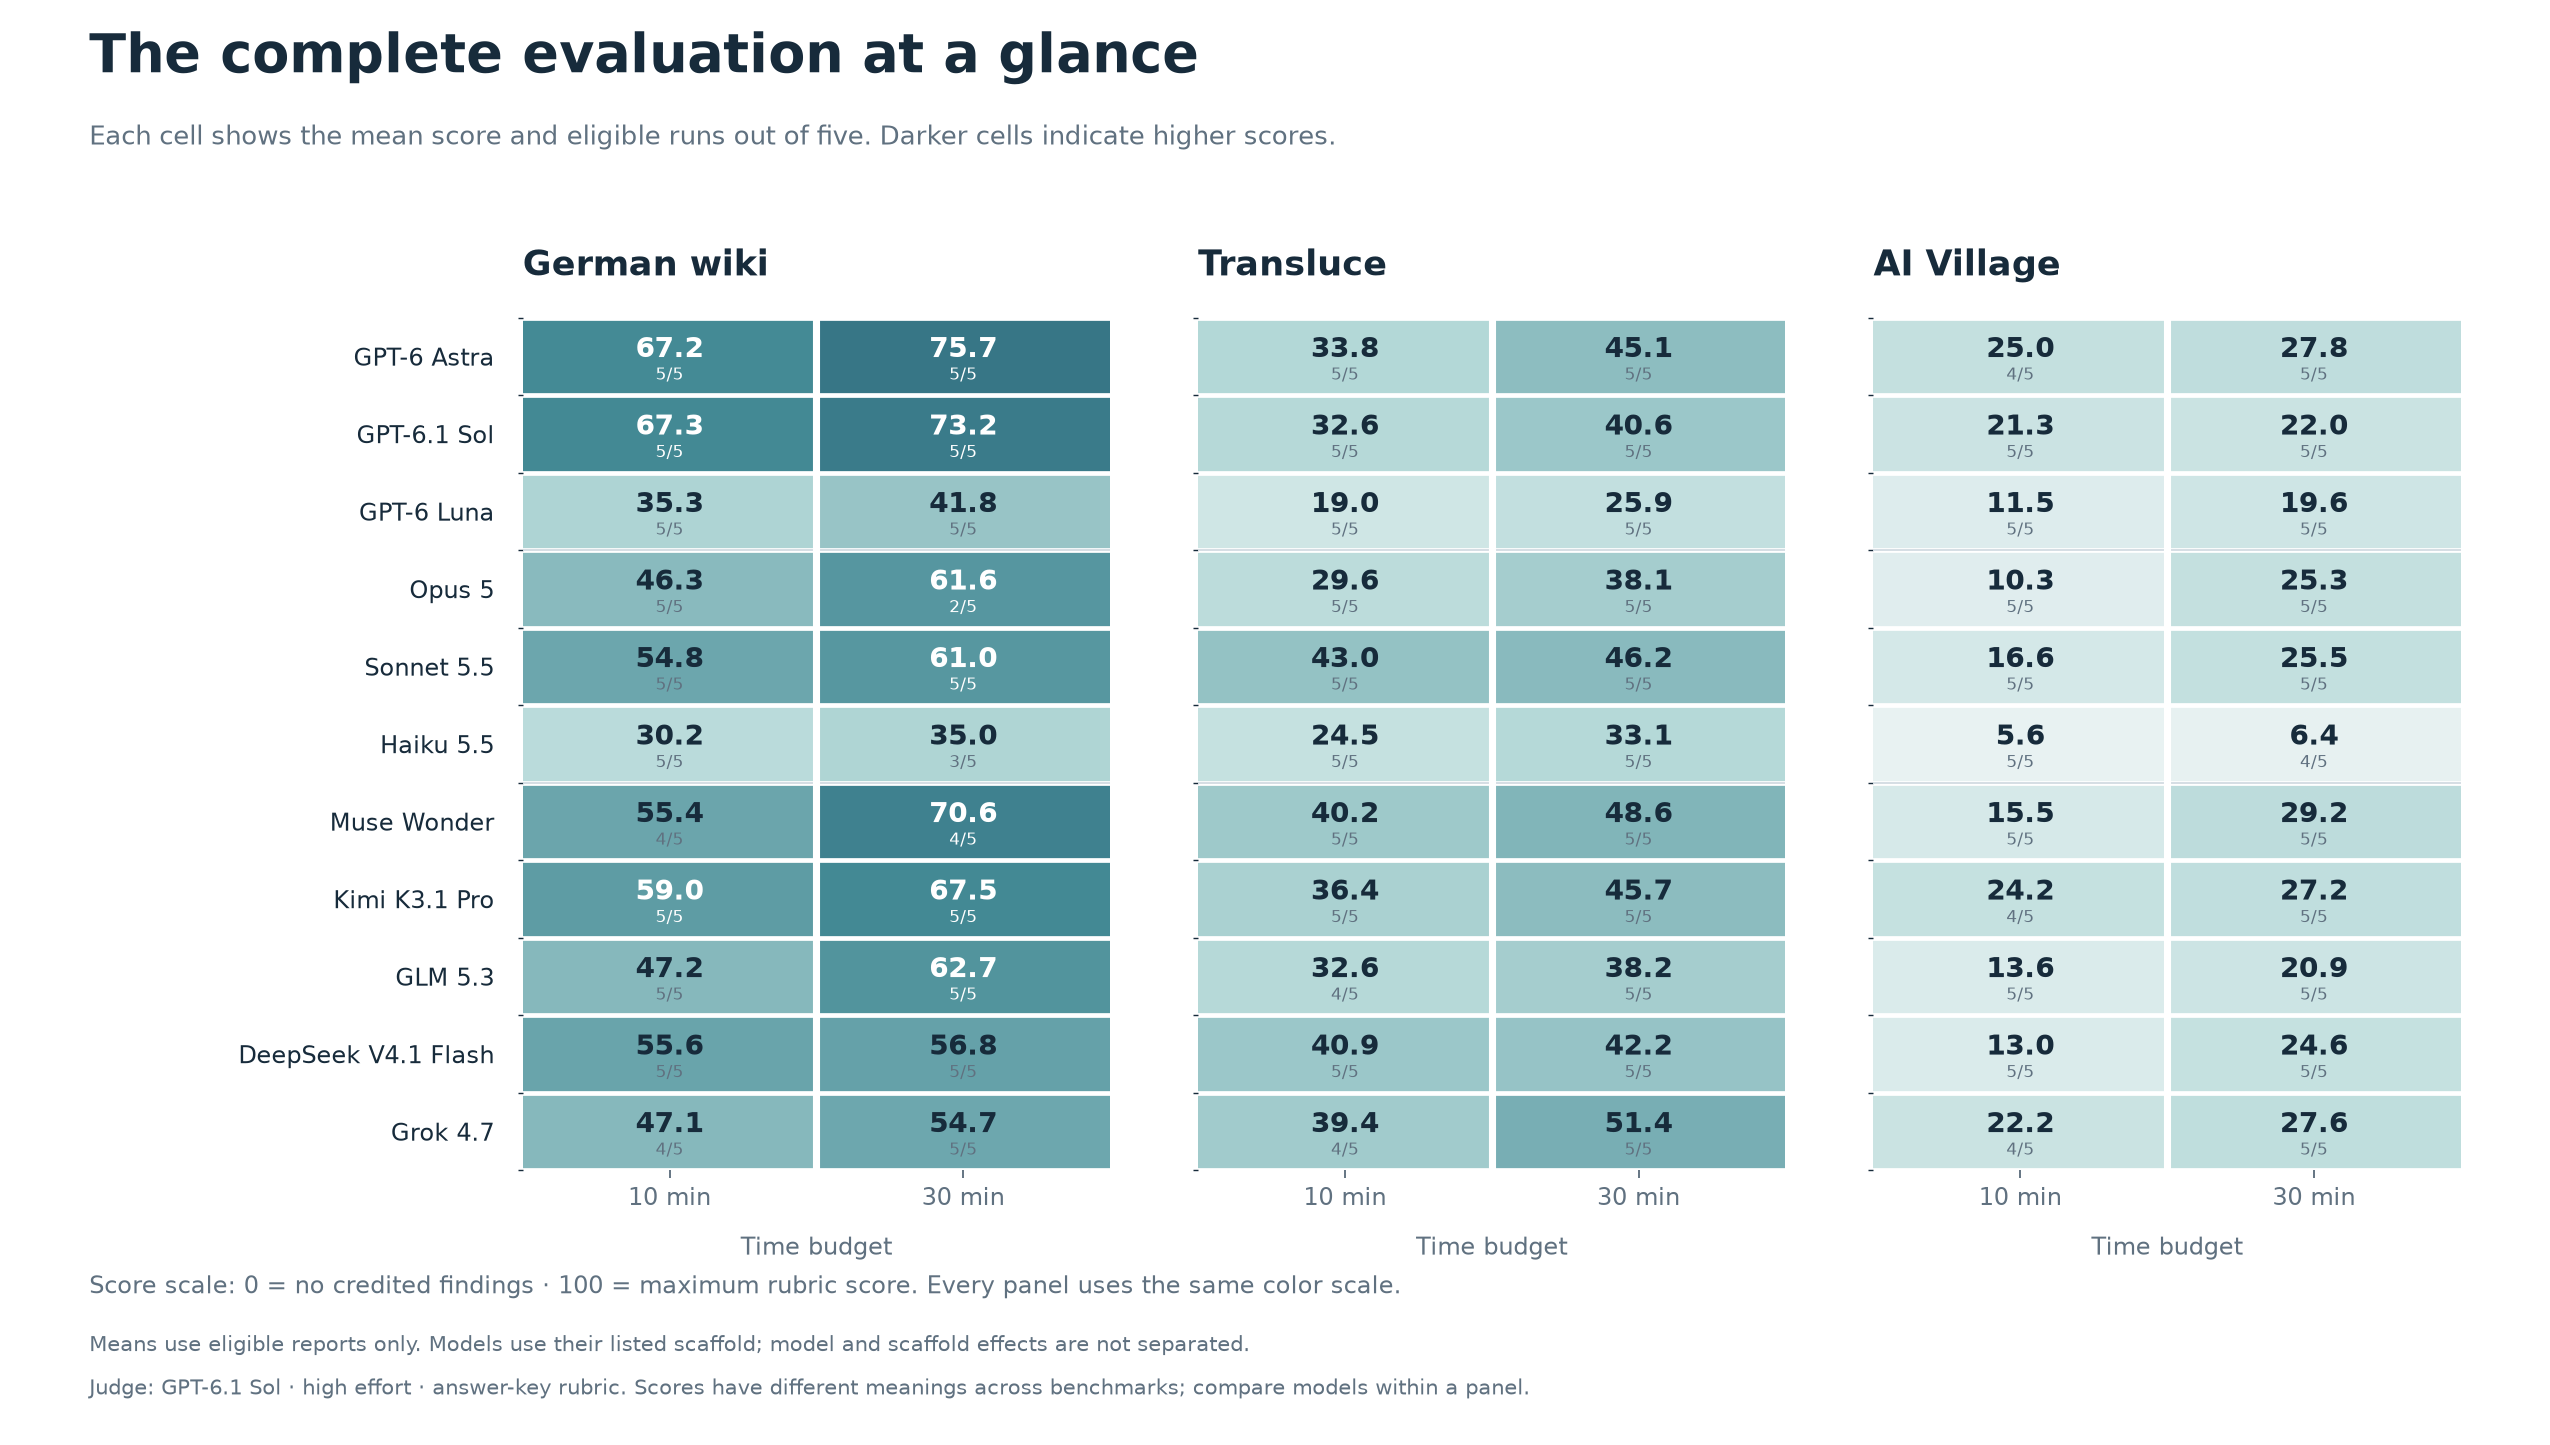 The complete evaluation at a glance
Each cell shows the mean score and eligible runs out of five. Darker cells indicate higher scores.
German wiki Transluce AI Village
GPT-6 Astra 67.2 75.7 33.8 45.1 25.0 27.8
5/5 5/5 5/5 5/5 4/5 5/5
GPT-6.1 Sol 67.3 73.2 32.6 40.6 21.3 22.0
5/5 5/5 5/5 5/5 5/5 5/5
GPT-6 Luna 35.3 41.8 19.0 25.9 11.5 19.6
5/5 5/5 5/5 5/5 5/5 5/5
Opus 5 46.3 61.6 29.6 38.1 10.3 25.3
5/5 2/5 5/5 5/5 5/5 5/5
Sonnet 5.5 54.8 61.0 43.0 46.2 16.6 25.5
5/5 5/5 5/5 5/5 5/5 5/5
Haiku 5.5 30.2 35.0 24.5 33.1 5.6 6.4
5/5 3/5 5/5 5/5 5/5 4/5
Muse Wonder 55.4 70.6 40.2 48.6 15.5 29.2
4/5 4/5 5/5 5/5 5/5 5/5
Kimi K3.1 Pro 59.0 67.5 36.4 45.7 24.2 27.2
5/5 5/5 5/5 5/5 4/5 5/5
GLM 5.3 47.2 62.7 32.6 38.2 13.6 20.9
5/5 5/5 4/5 5/5 5/5 5/5
DeepSeek V4.1 Flash 55.6 56.8 40.9 42.2 13.0 24.6
5/5 5/5 5/5 5/5 5/5 5/5
Grok 4.7 47.1 54.7 39.4 51.4 22.2 27.6
4/5 5/5 4/5 5/5 4/5 5/5
10 min 30 min 10 min 30 min 10 min 30 min
Time budget Time budget Time budget
Score scale: 0 = no credited findings · 100 = maximum rubric score. Every panel uses the same color scale.
Means use eligible reports only. Models use their listed scaffold; model and scaffold effects are not separated.
Judge: GPT-6.1 Sol · high effort · answer-key rubric. Scores have different meanings across benchmarks; compare models within a panel.